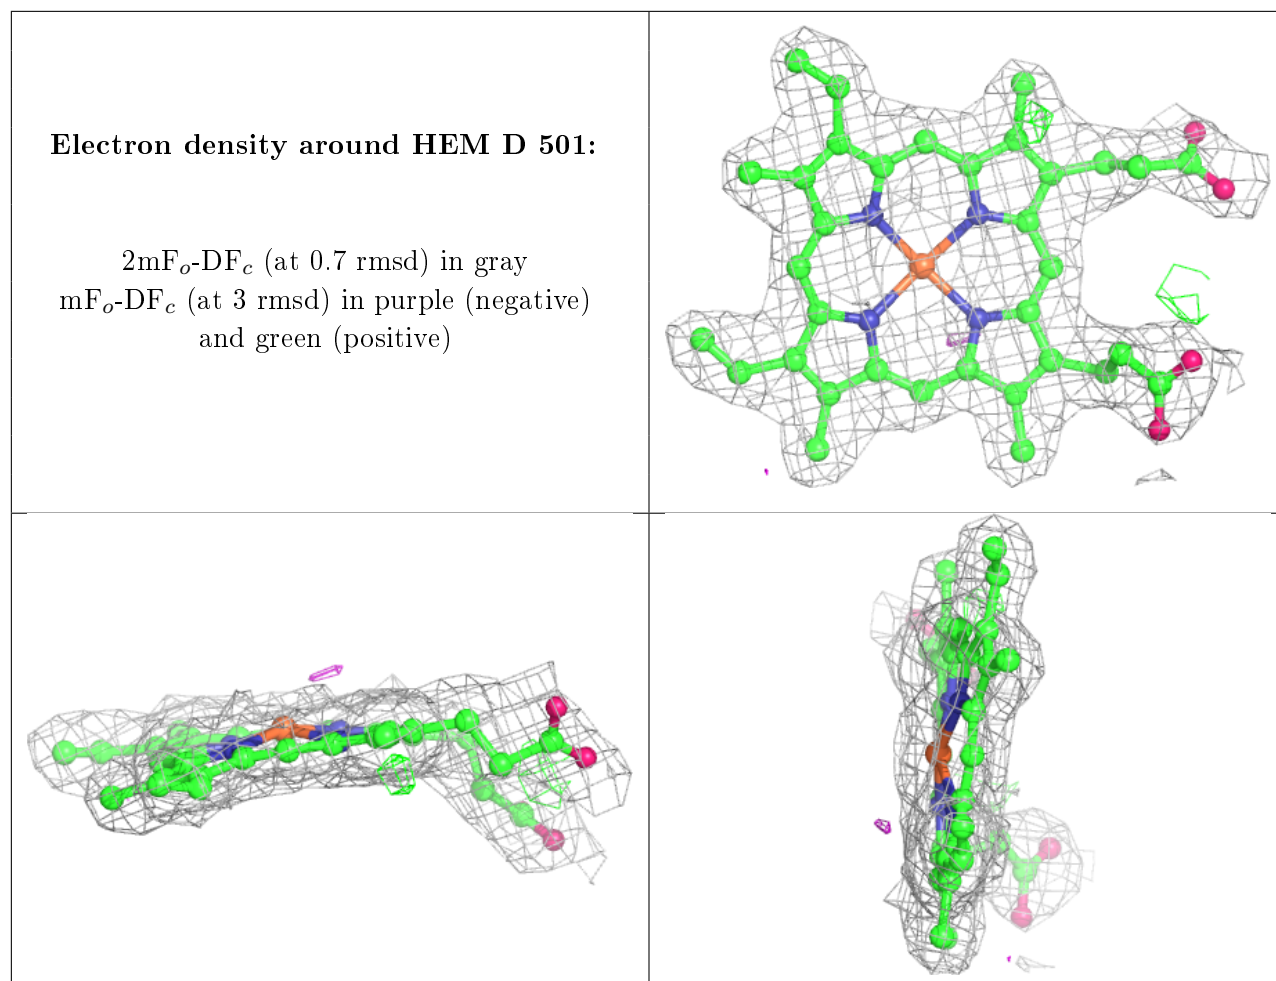 Electron density around HEM D 501:
2mFo-DFc (at 0.7 rmsd) in gray
mFo-DFc (at 3 rmsd) in purple (negative)
and green (positive)